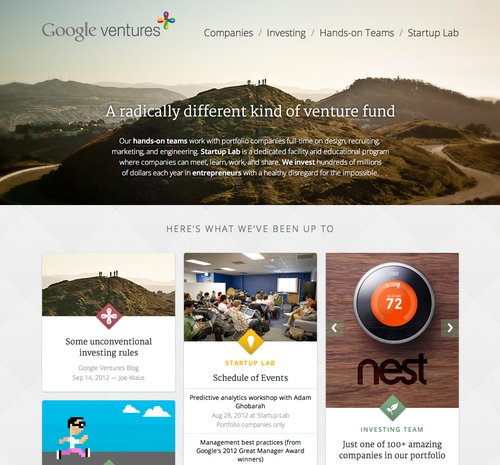 Google ventures
Companies / Investing / Hands-on Teams / Startup Lab
A radically different kind of venture fund
Our hands-on teams work with portfolio companies full-time on design, recruiting,
marketing, and engineering. Startup Lab is a dedicated facility and educational program
where companies can meet, learn, work, and share. We invest hundreds of millions
of dollars each year in entrepreneurs with a healthy disregard for the impossible.
HERE'S WHAT WE'VE BEEN UP TO
Some unconventional
investing rules
Google Ventures Blog
Sep 14, 2012 — Joe Kraus
STARTUP LAB
Schedule of Events
Predictive analytics workshop with Adam
Ghobarah
Aug 28, 2012 at Startup Lab
Portfolio companies only
Management best practices (from
Google's 2012 Great Manager Award
winners)
72
nest
INVESTING TEAM
Just one of 100+ amazing
companies in our portfolio